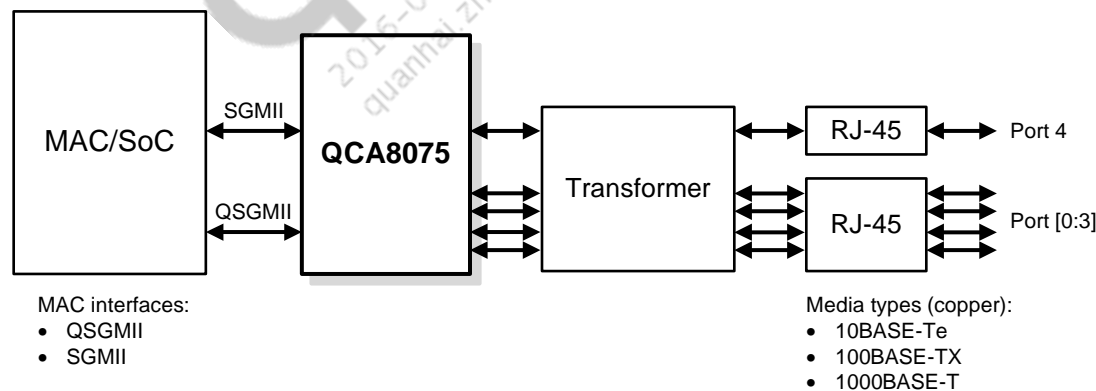 SGMII
MAC/SoC
QCA8075
QSGMII
Transformer
RJ-45
Port 4
RJ-45
Port [0:3]
MAC interfaces:
• QSGMII
• SGMII
Media types (copper):
• 10BASE-Te
• 100BASE-TX
• 1000BASE-T